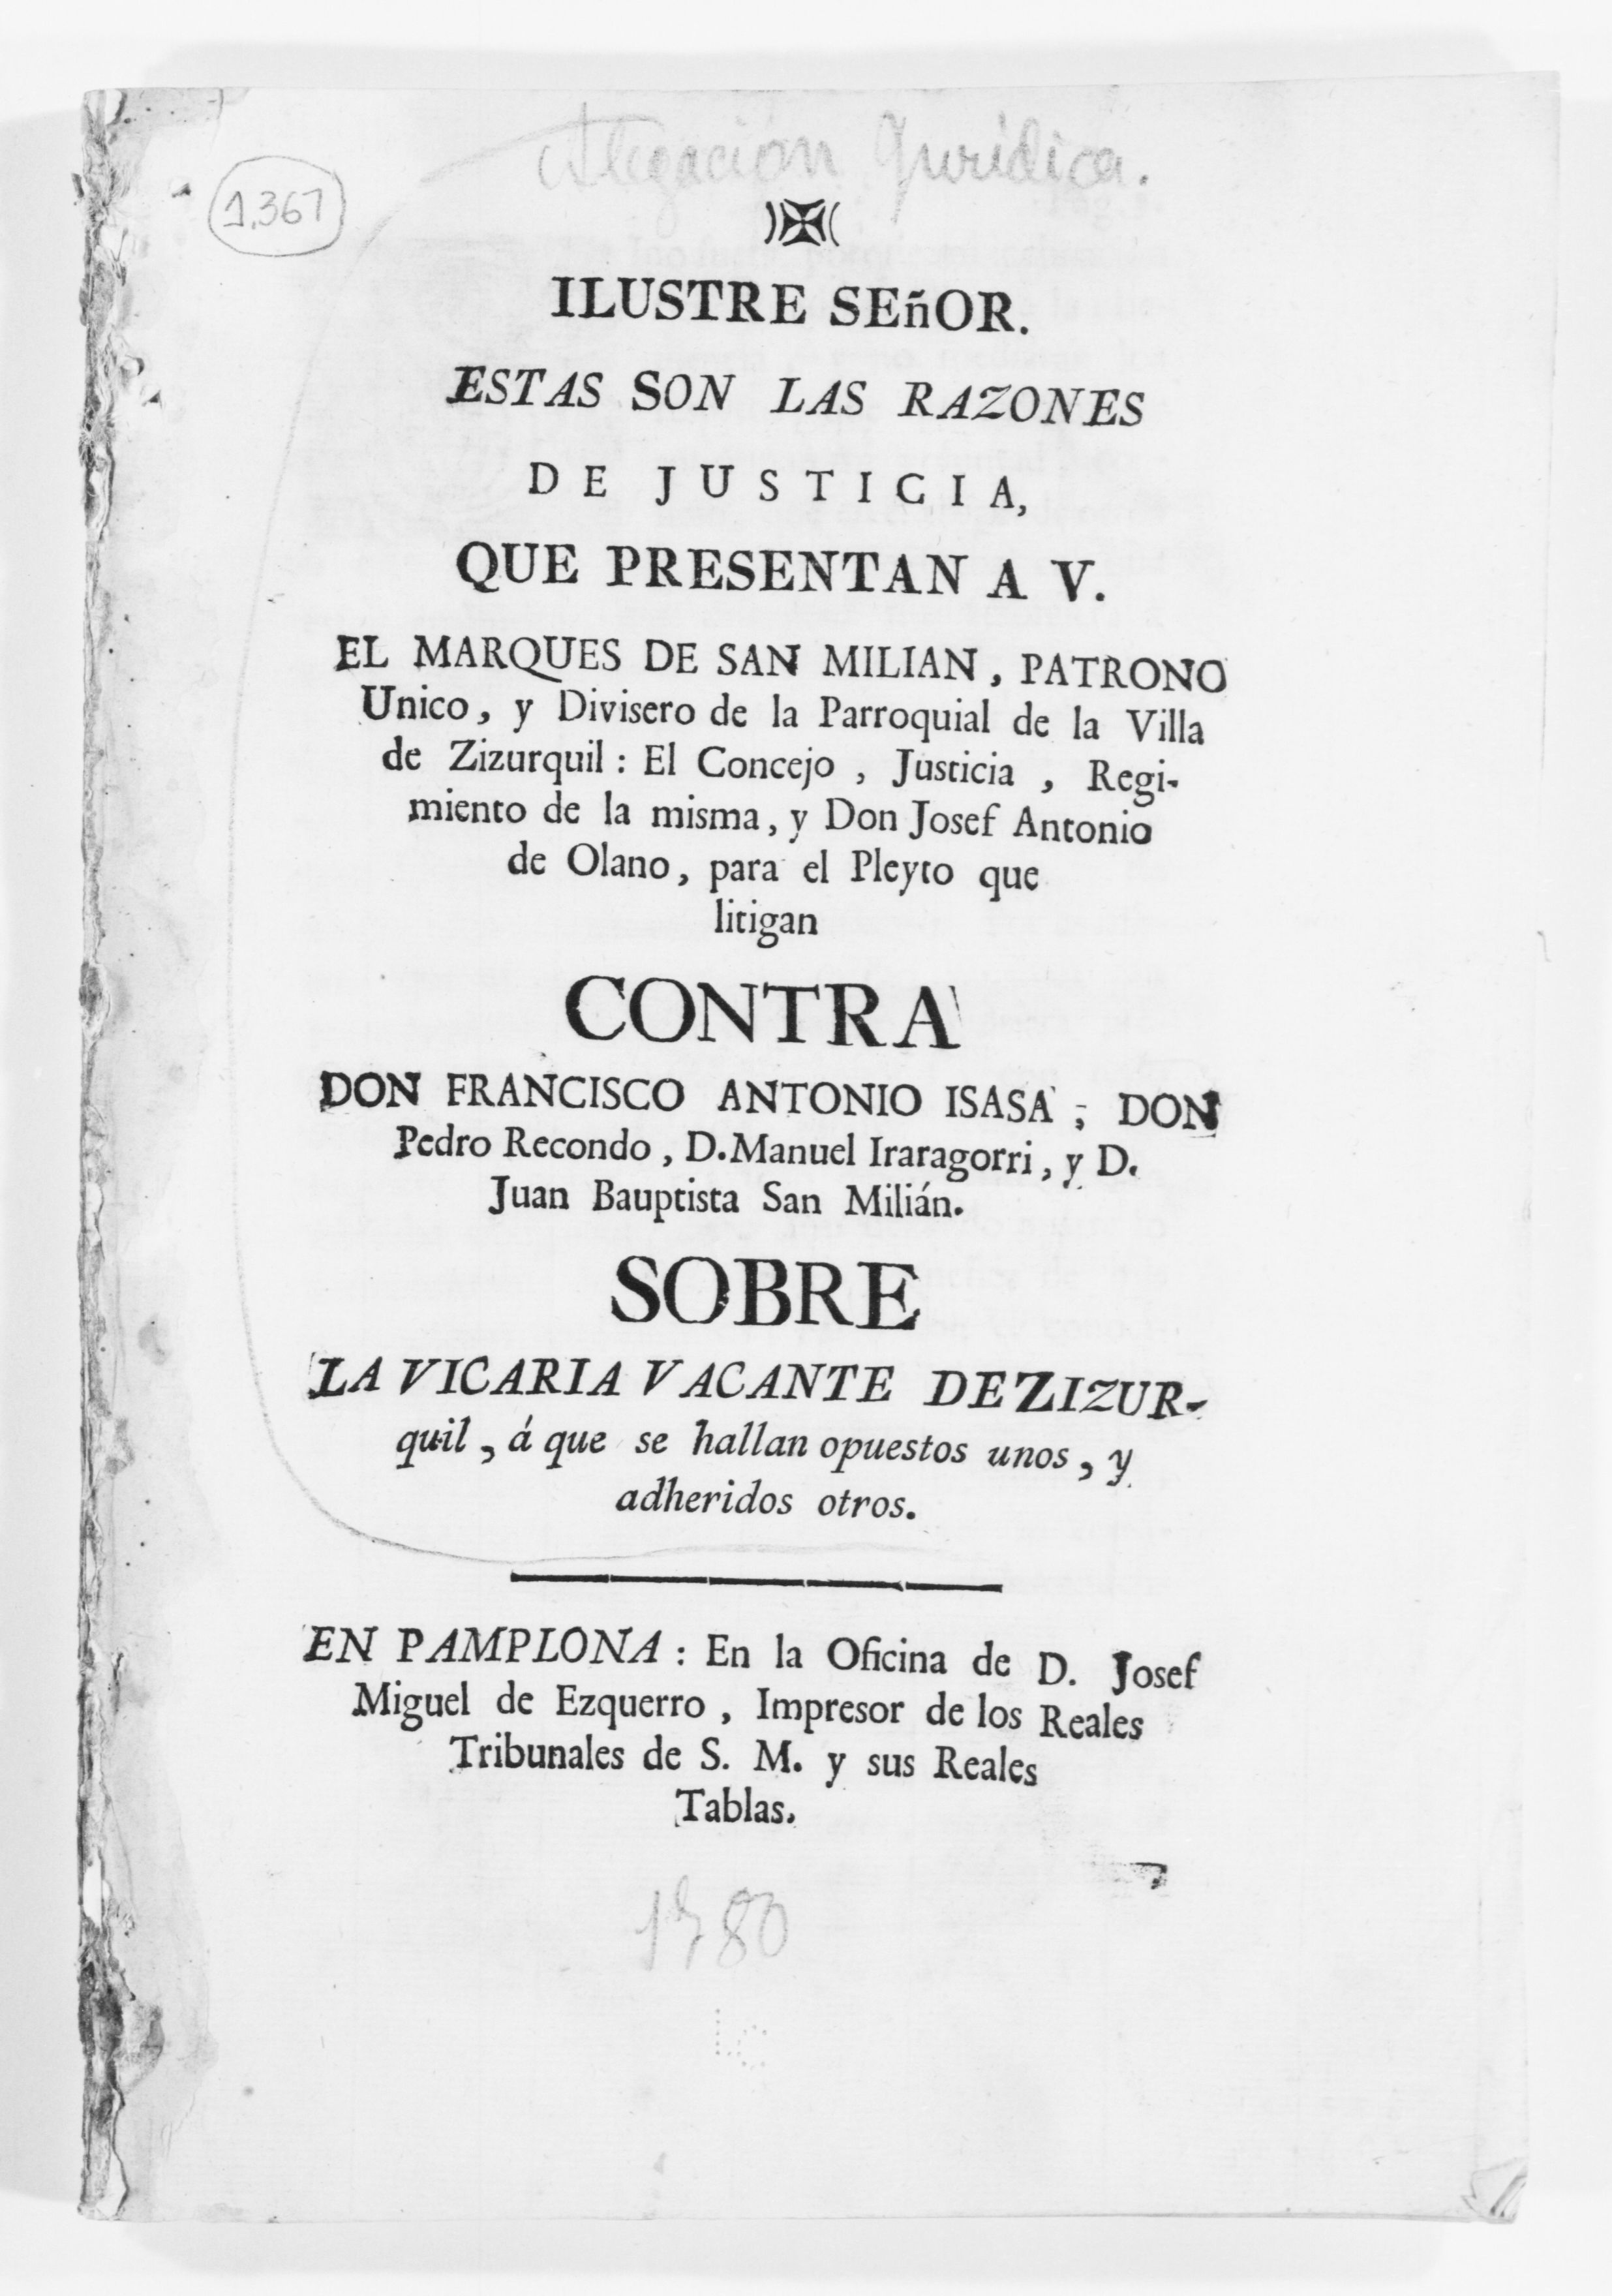 Alegación Jurídica.
1.367
)✠(
ILUSTRE SEñOR.
ESTAS SON LAS RAZONES
DE JUSTICIA,
QUE PRESENTAN A V.
EL MARQUES DE SAN MILIAN, PATRONO
Unico, y Divisero de la Parroquial de la Villa
de Zizurquil: El Concejo, Justicia, Regi-
miento de la misma, y Don Josef Antonio
de Olano, para el Pleyto que
litigan
CONTRA
DON FRANCISCO ANTONIO ISASA; DON
Pedro Recondo, D. Manuel Iraragorri, y D.
Juan Bauptista San Milián.
SOBRE
LA VICARIA VACANTE DE ZIZUR-
quil, á que se hallan opuestos unos, y
adheridos otros.
EN PAMPLONA: En la Oficina de D. Josef
Miguel de Ezquerro, Impresor de los Reales
Tribunales de S. M. y sus Reales
Tablas.
1780
LC